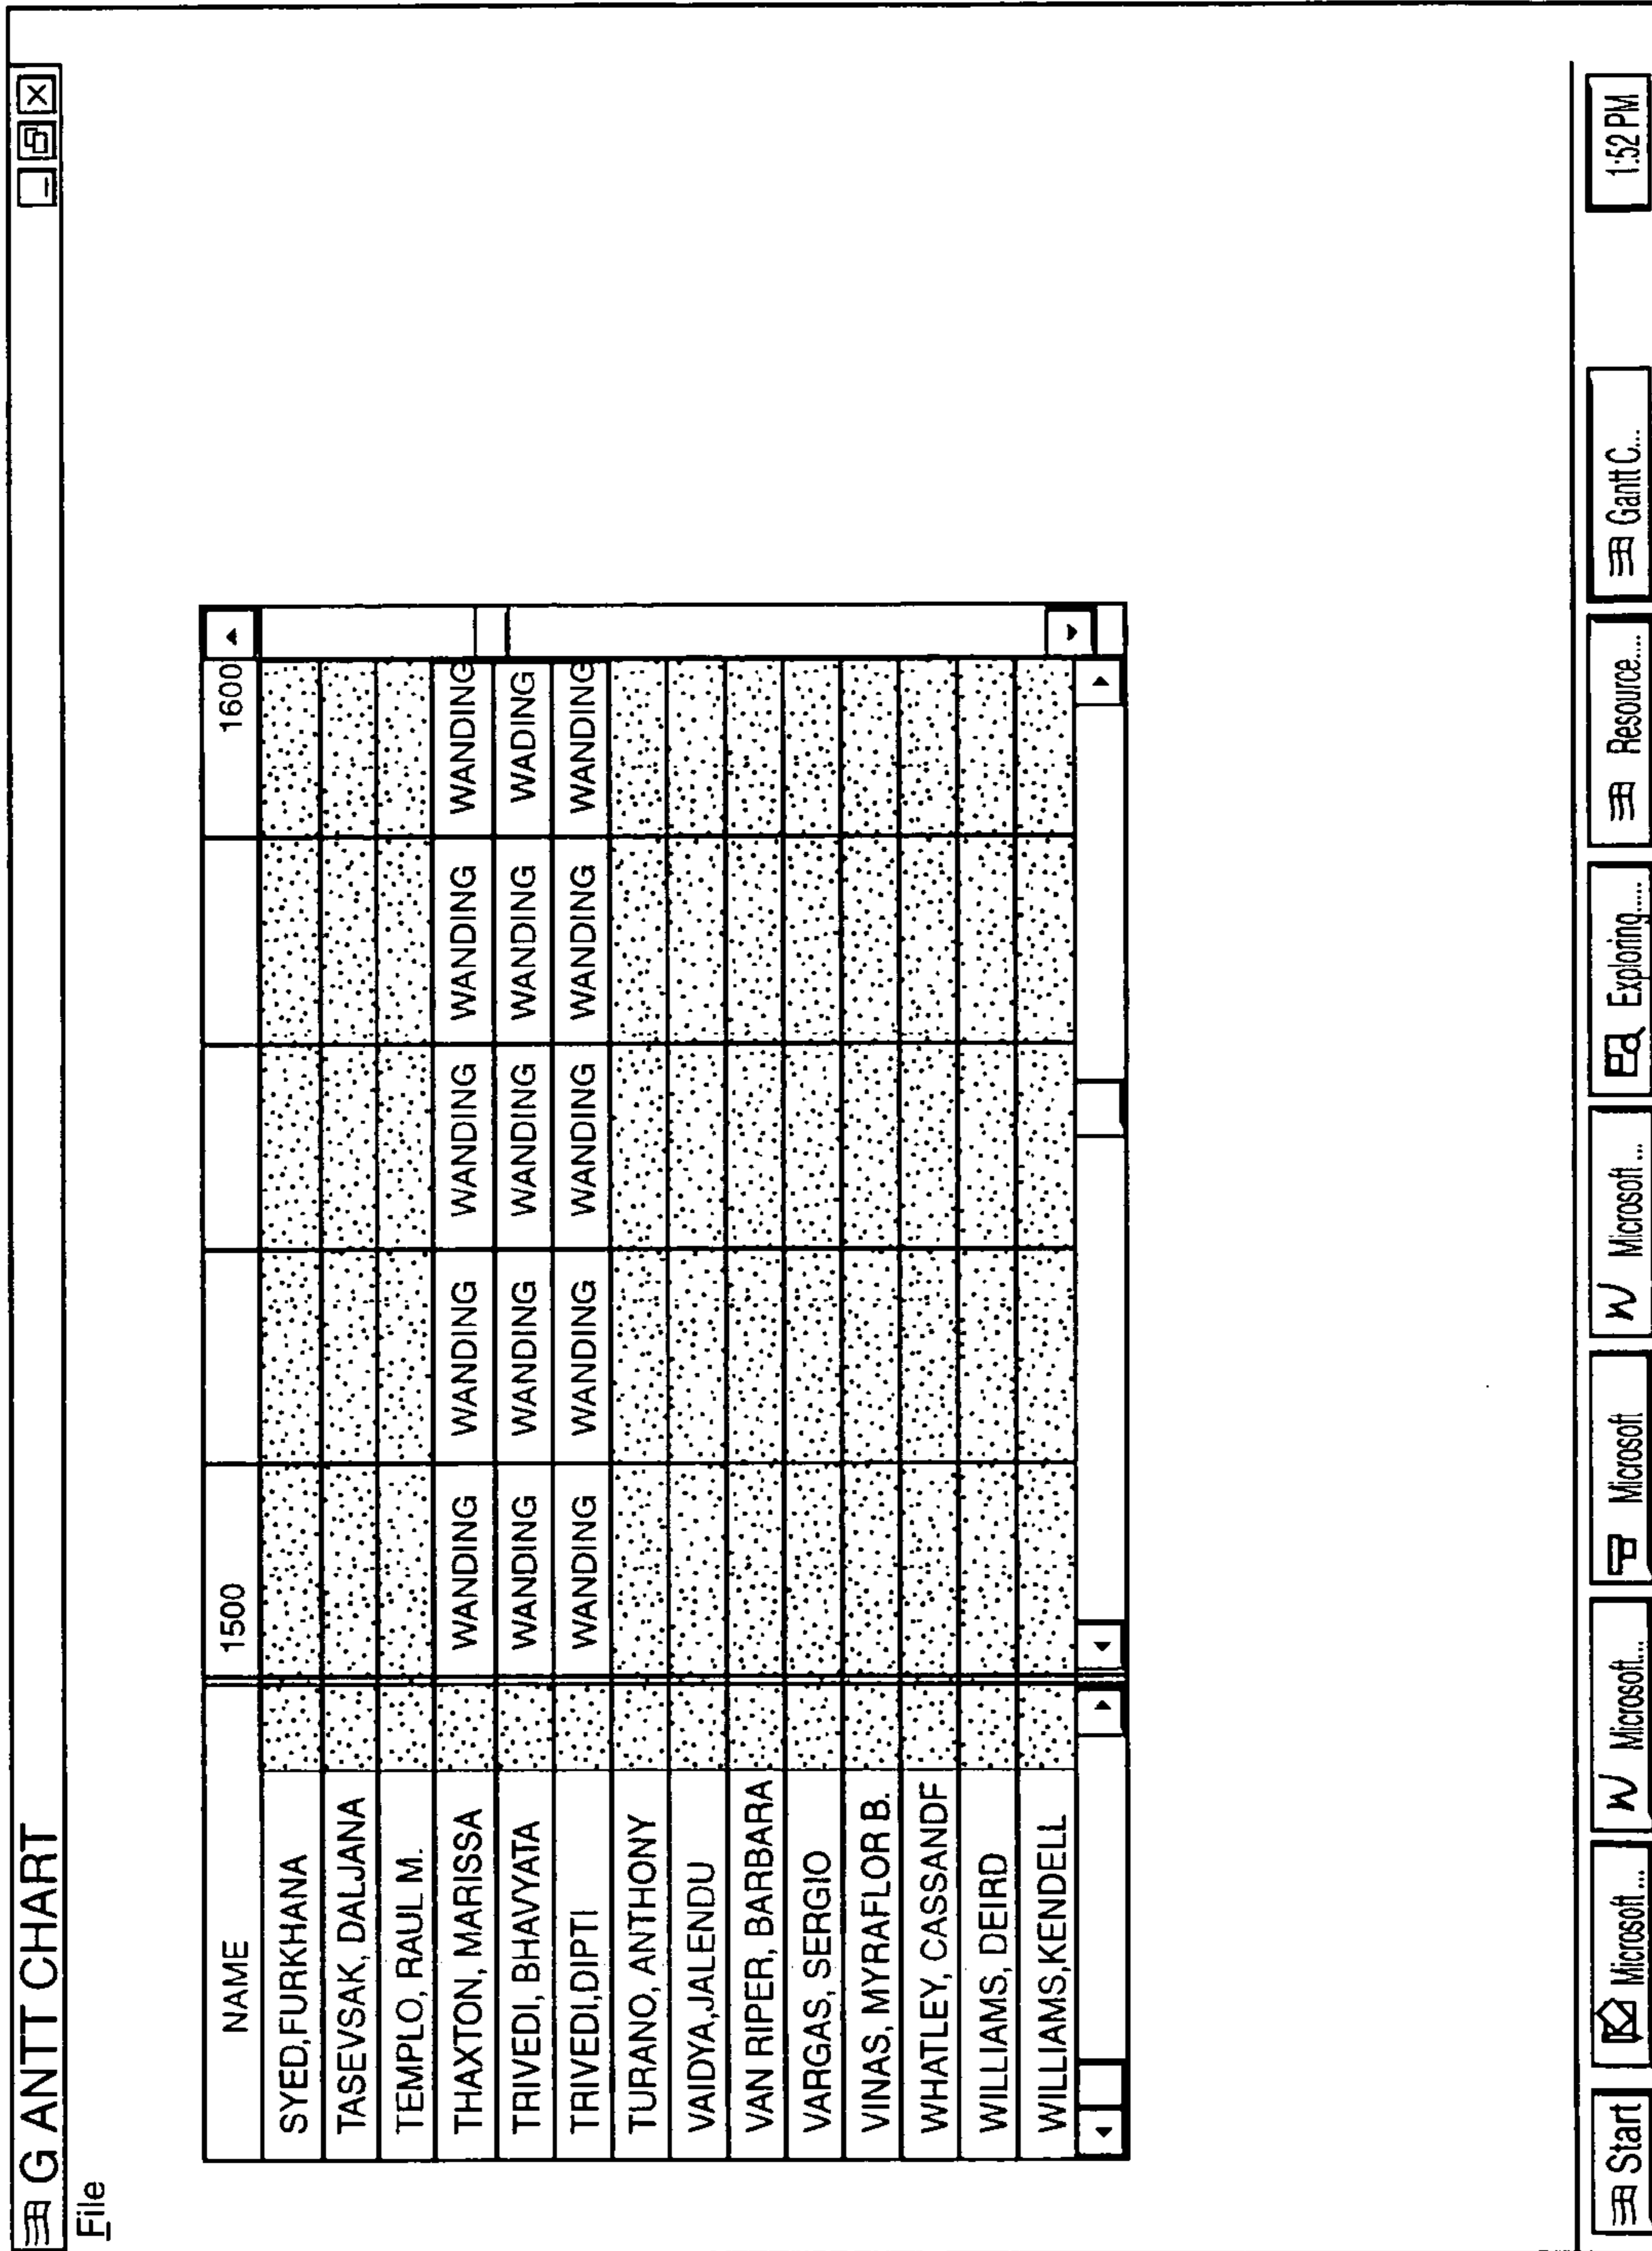 G ANTT CHART
File
NAME 1500 1600
SYED,FURKHANA
TASEVSAK, DALJANA
TEMPLO, RAUL M.
THAXTON, MARISSA WANDING WANDING WANDING WANDING WANDING
TRIVEDI, BHAVYATA WANDING WANDING WANDING WANDING WADING
TRIVEDI,DIPTI WANDING WANDING WANDING WANDING WANDING
TURANO, ANTHONY
VAIDYA,JALENDU
VAN RIPER, BARBARA
VARGAS, SERGIO
VINAS, MYRAFLOR B.
WHATLEY, CASSANDF
WILLIAMS, DEIRD
WILLIAMS,KENDELL
Start Microsoft ... W Microsoft... Microsoft W Microsoft ... Exploring..... Resource.... Gantt C... 1:52 PM